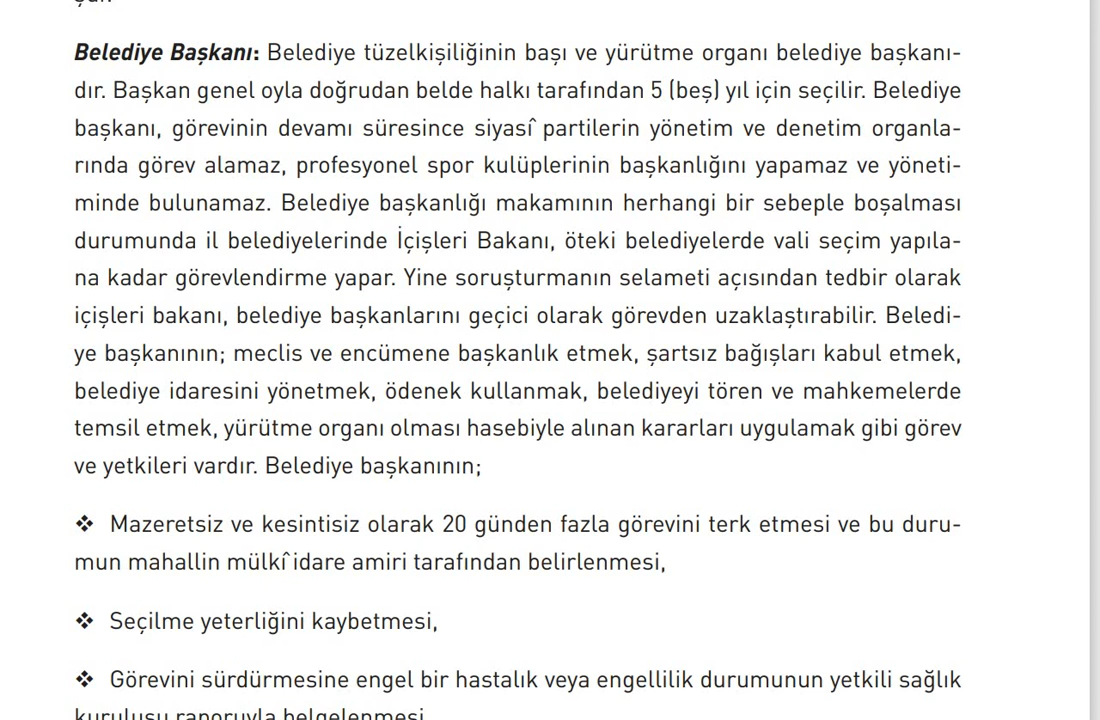 Belediye Başkanı: Belediye tüzelkişiliğinin başı ve yürütme organı belediye başkanı-
dır. Başkan genel oyla doğrudan belde halkı tarafından 5 (beş) yıl için seçilir. Belediye
başkanı, görevinin devamı süresince siyasî partilerin yönetim ve denetim organla-
rında görev alamaz, profesyonel spor kulüplerinin başkanlığını yapamaz ve yöneti-
minde bulunamaz. Belediye başkanlığı makamının herhangi bir sebeple boşalması
durumunda il belediyelerinde İçişleri Bakanı, öteki belediyelerde vali seçim yapıla-
na kadar görevlendirme yapar. Yine soruşturmanın selameti açısından tedbir olarak
içişleri bakanı, belediye başkanlarını geçici olarak görevden uzaklaştırabilir. Beledi-
ye başkanının; meclis ve encümene başkanlık etmek, şartsız bağışları kabul etmek,
belediye idaresini yönetmek, ödenek kullanmak, belediyeyi tören ve mahkemelerde
temsil etmek, yürütme organı olması hasebiyle alınan kararları uygulamak gibi görev
ve yetkileri vardır. Belediye başkanının;
❖ Mazeretsiz ve kesintisiz olarak 20 günden fazla görevini terk etmesi ve bu duru-
mun mahallin mülkî idare amiri tarafından belirlenmesi,
❖ Seçilme yeterliğini kaybetmesi,
❖ Görevini sürdürmesine engel bir hastalık veya engellilik durumunun yetkili sağlık
kuruluşu raporuyla belgelenmesi